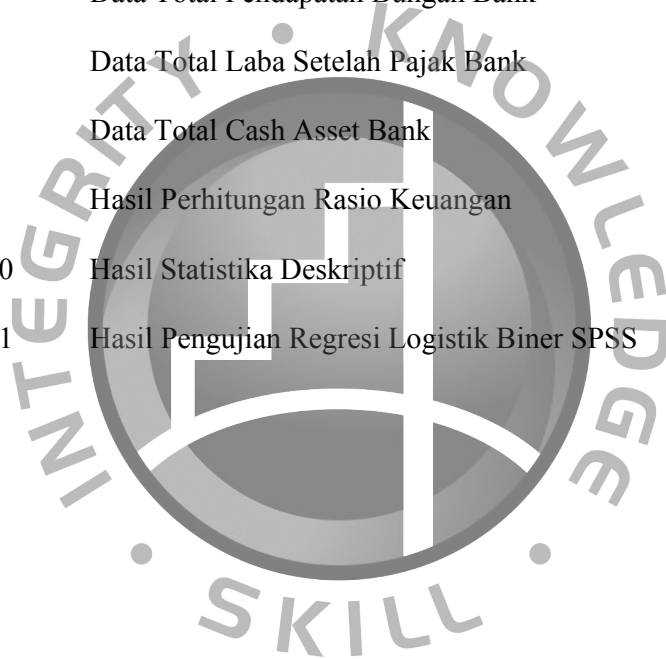 Data Total Laba Setelah Pajak Bank
Data Total Cash Asset Bank
Hasil Perhitungan Rasio Keuangan
0 Hasil Statistika Deskriptif
1 Hasil Pengujian Regresi Logistik Biner SPSS
INTEGRITY • KNOWLEDGE • SKILL